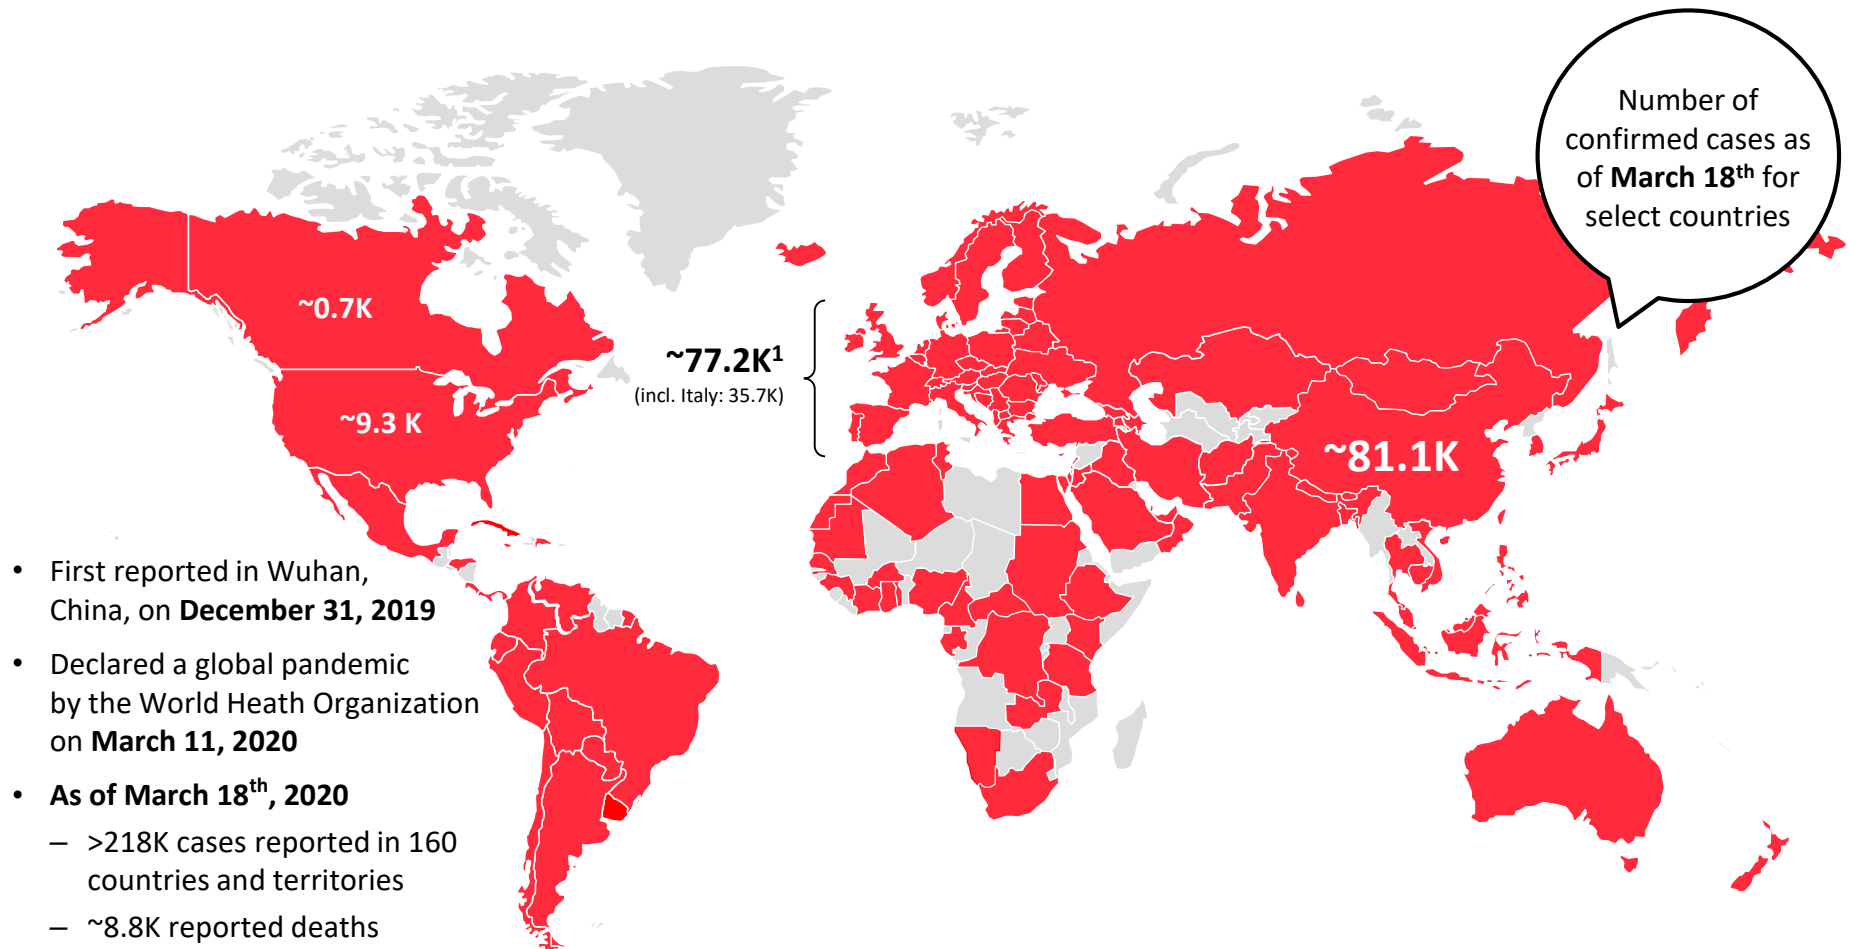 Number of
confirmed cases as
of March 18th for
select countries
~0.7K
~77.2K1
(incl. Italy: 35.7K)
~9.3 K
~81.1K
• First reported in Wuhan,
China, on December 31, 2019
• Declared a global pandemic
by the World Heath Organization
on March 11, 2020
• As of March 18th, 2020
– >218K cases reported in 160
countries and territories
– ~8.8K reported deaths